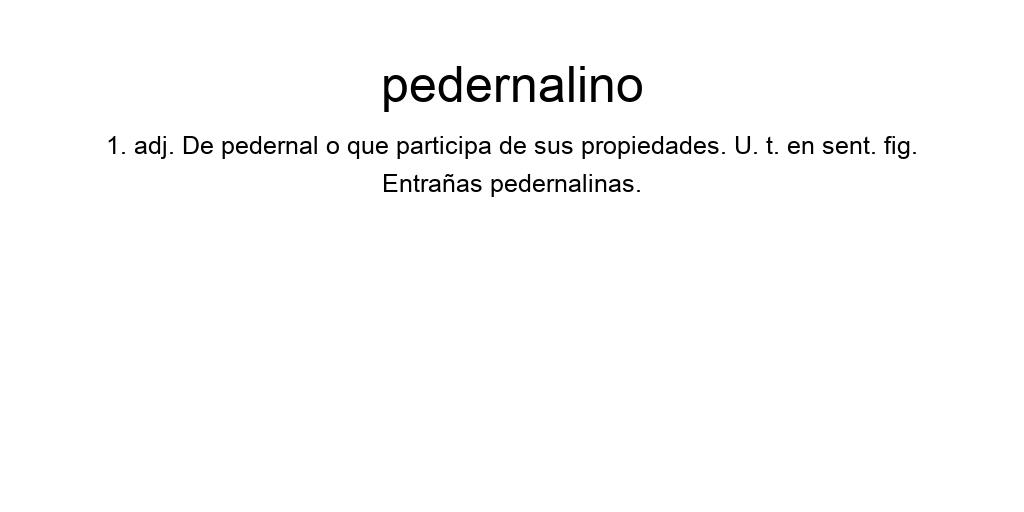 pedernalino
1. adj. De pedernal o que participa de sus propiedades. U. t. en sent. fig.
Entrañas pedernalinas.